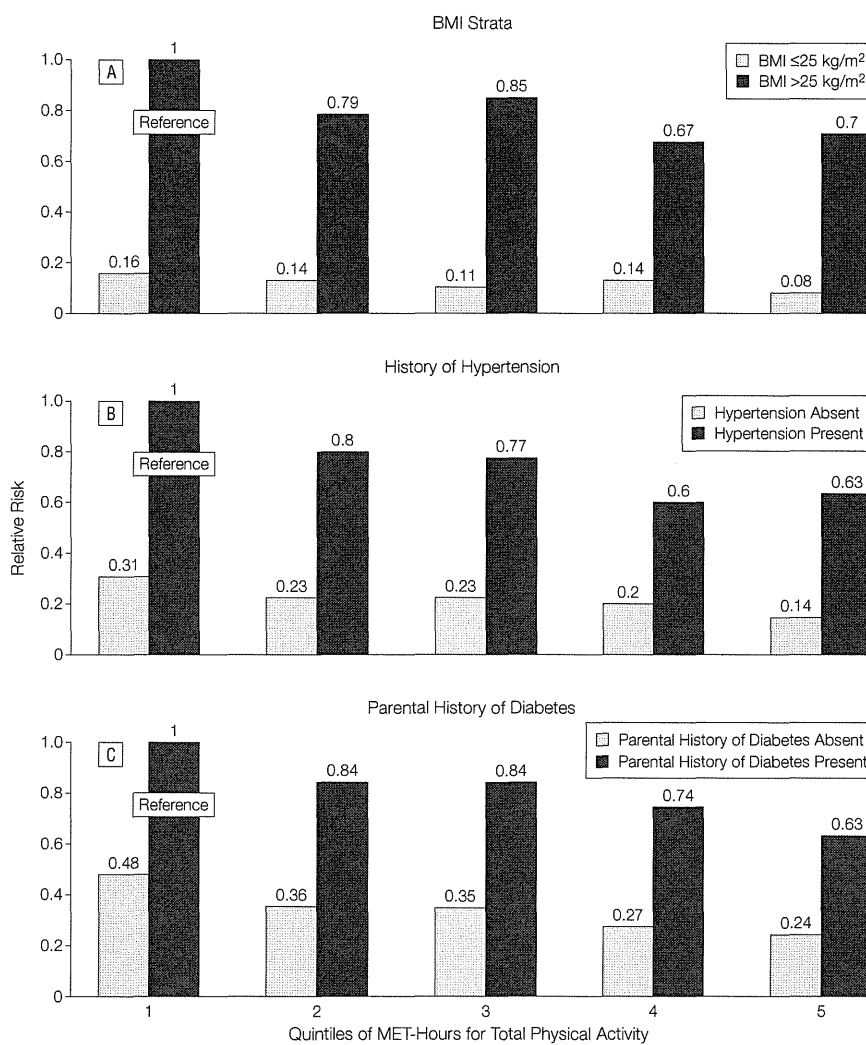 BMI Strata
A
BMI ≤25 kg/m²
BMI >25 kg/m²
1.0
0.8
0.6
0.4
0.2
0
1
Reference
0.79
0.85
0.67
0.7
0.16
0.14
0.11
0.14
0.08
History of Hypertension
B
Hypertension Absent
Hypertension Present
Relative Risk
1.0
0.8
0.6
0.4
0.2
0
1
Reference
0.8
0.77
0.6
0.63
0.31
0.23
0.23
0.2
0.14
Parental History of Diabetes
C
Parental History of Diabetes Absent
Parental History of Diabetes Present
1.0
0.8
0.6
0.4
0.2
0
1
Reference
0.84
0.84
0.74
0.63
0.48
0.36
0.35
0.27
0.24
1 2 3 4 5
Quintiles of MET-Hours for Total Physical Activity